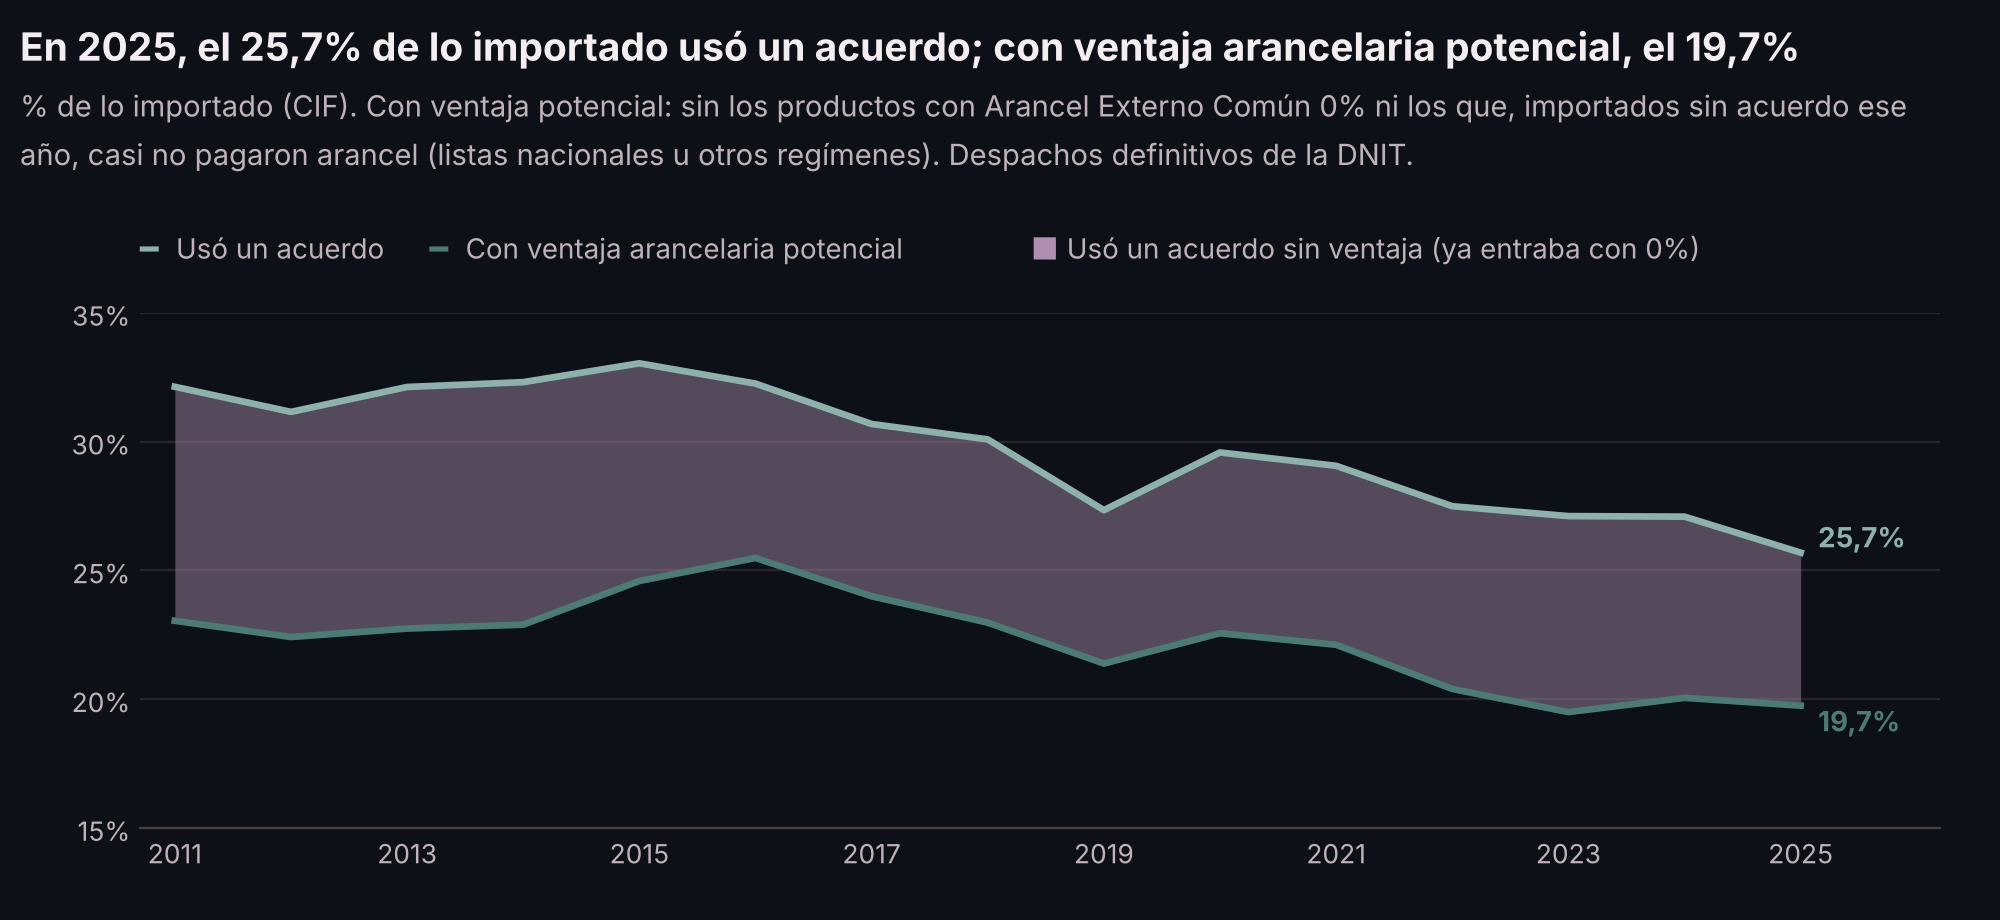 En 2025, el 25,7% de lo importado usó un acuerdo; con ventaja arancelaria potencial, el 19,7%
% de lo importado (CIF). Con ventaja potencial: sin los productos con Arancel Externo Común 0% ni los que, importados sin acuerdo ese
año, casi no pagaron arancel (listas nacionales u otros regímenes). Despachos definitivos de la DNIT.
Usó un acuerdo Con ventaja arancelaria potencial Usó un acuerdo sin ventaja (ya entraba con 0%)
35%
30%
25%
20%
15%
25,7%
19,7%
2011 2013 2015 2017 2019 2021 2023 2025